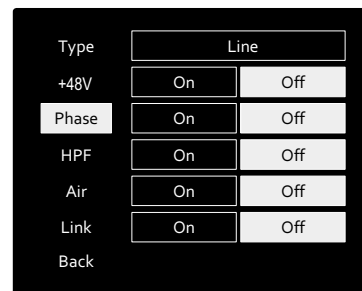 Type Line
+48V On Off
Phase On Off
HPF On Off
Air On Off
Link On Off
Back